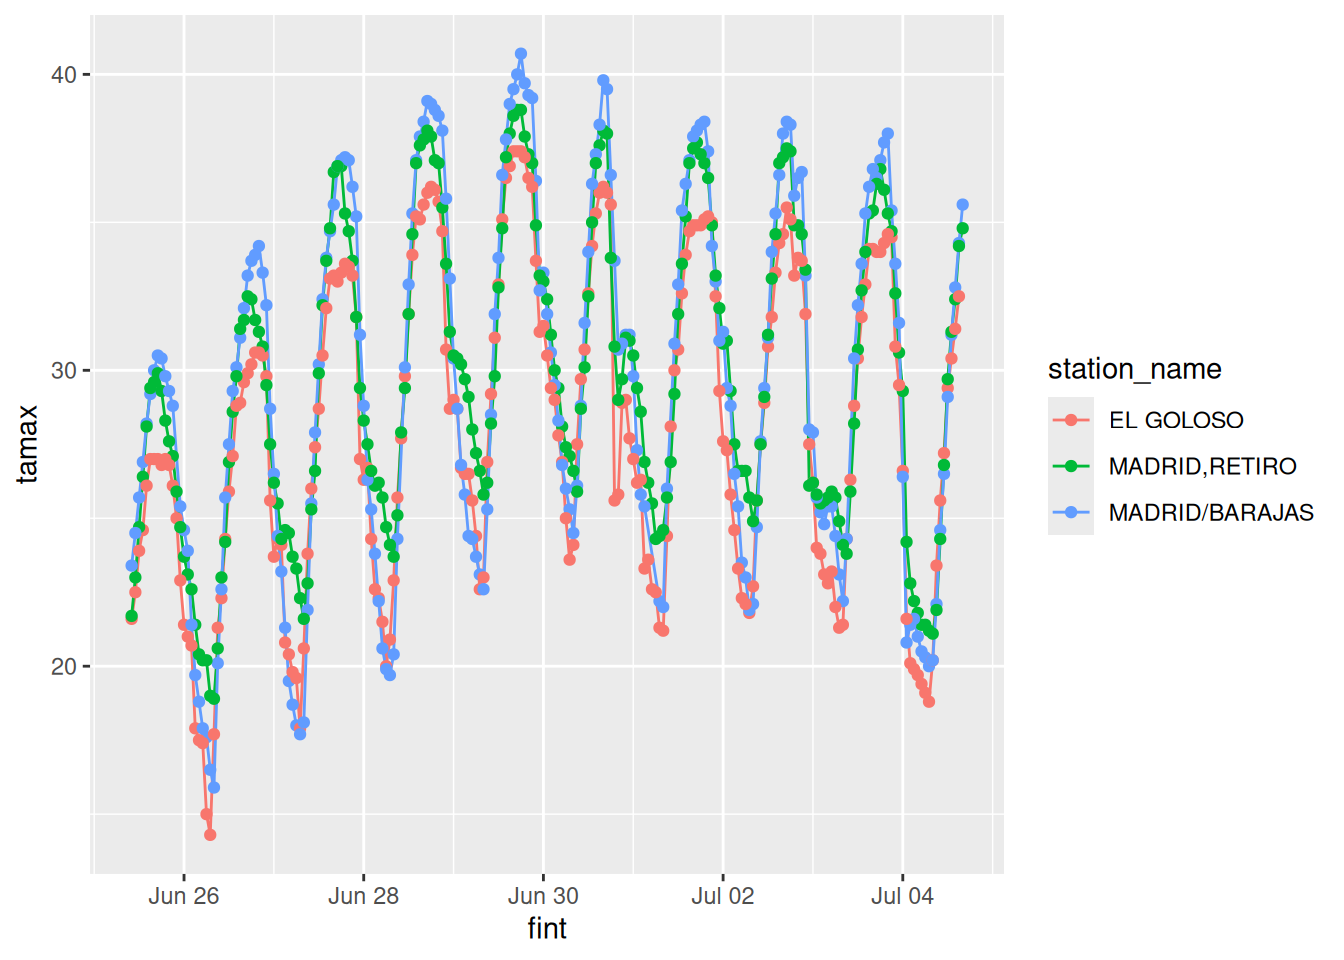 40
30
20
tamax
Jun 26
Jun 28
Jun 30
Jul 02
Jul 04
fint
station_name
EL GOLOSO
MADRID,RETIRO
MADRID/BARAJAS